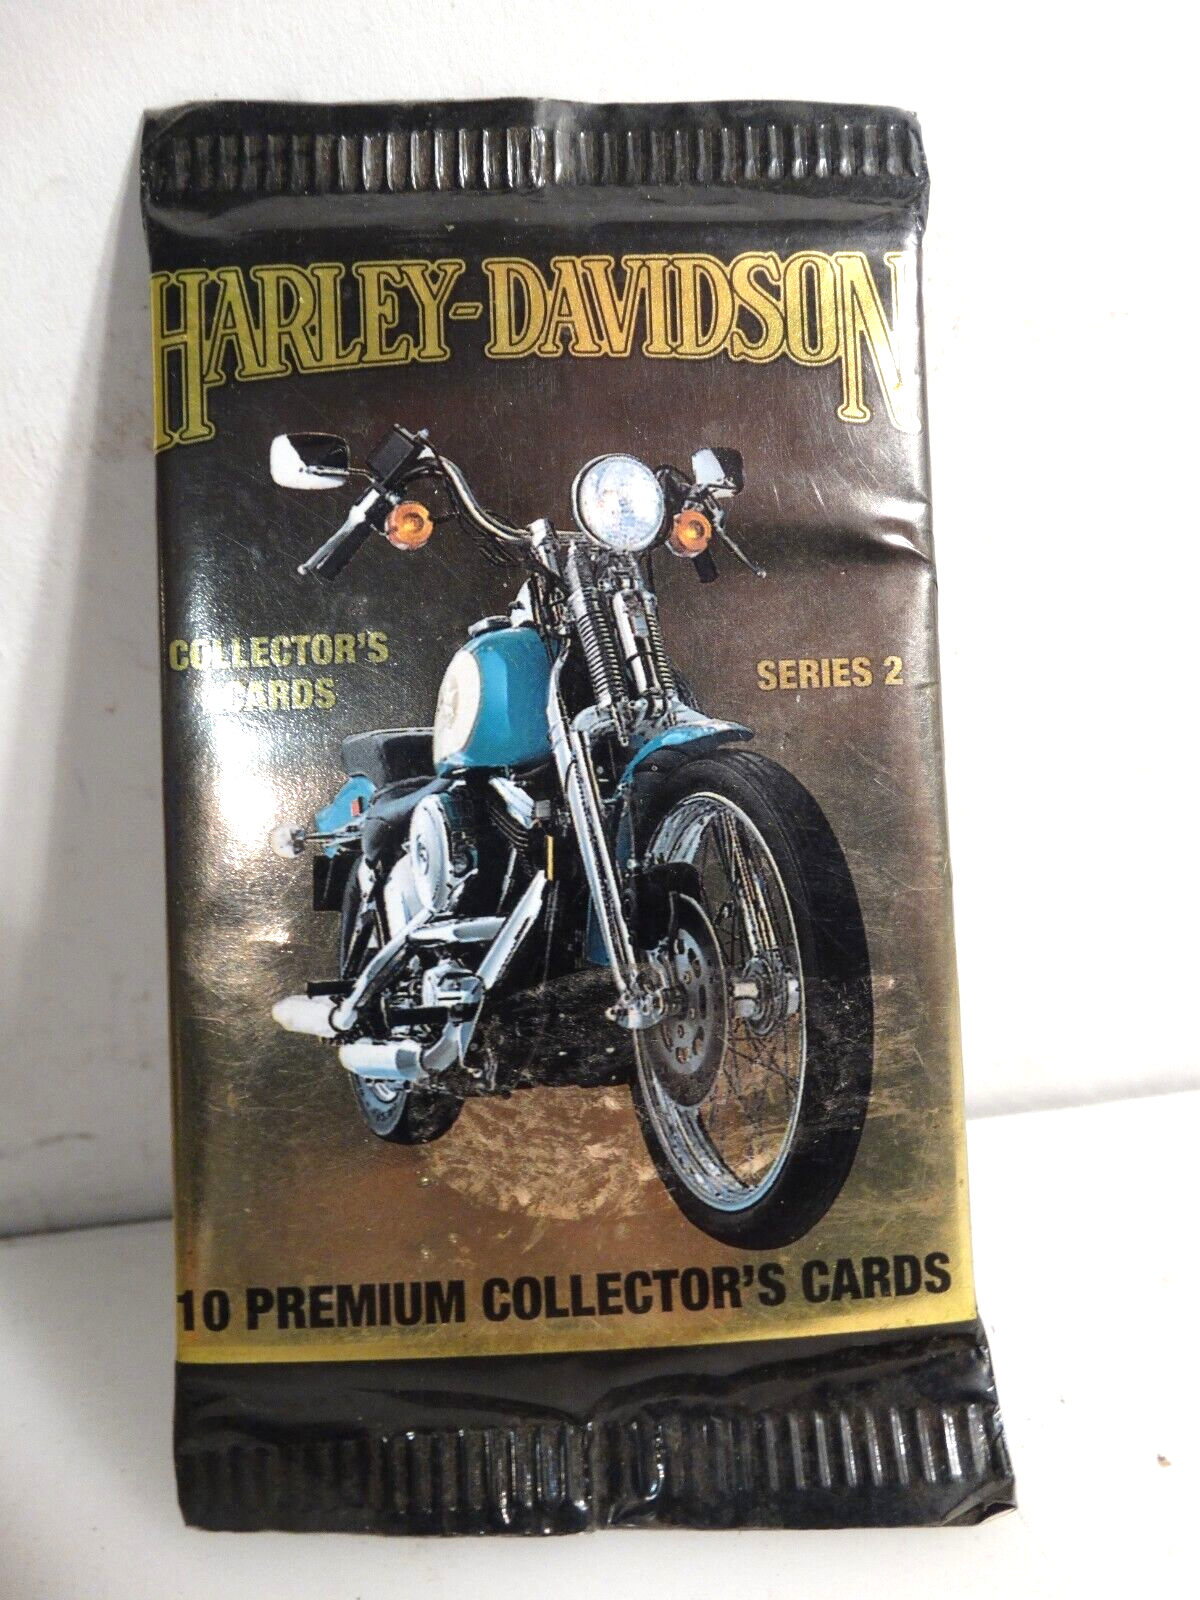 HARLEY-DAVIDSON
COLLECTOR'S
CARDS
SERIES 2
10 PREMIUM COLLECTOR'S CARDS